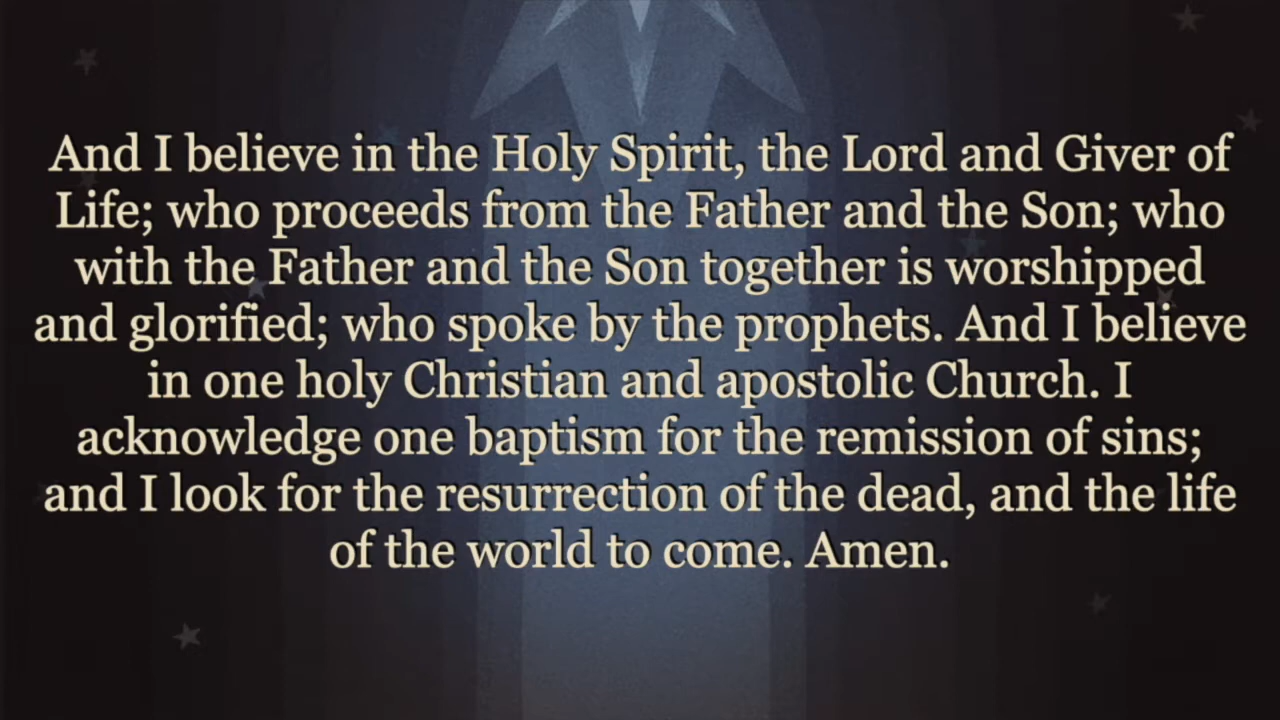 And I believe in the Holy Spirit, the Lord and Giver of
Life; who proceeds from the Father and the Son; who
with the Father and the Son together is worshipped
and glorified; who spoke by the prophets. And I believe
in one holy Christian and apostolic Church. I
acknowledge one baptism for the remission of sins;
and I look for the resurrection of the dead, and the life
of the world to come. Amen.